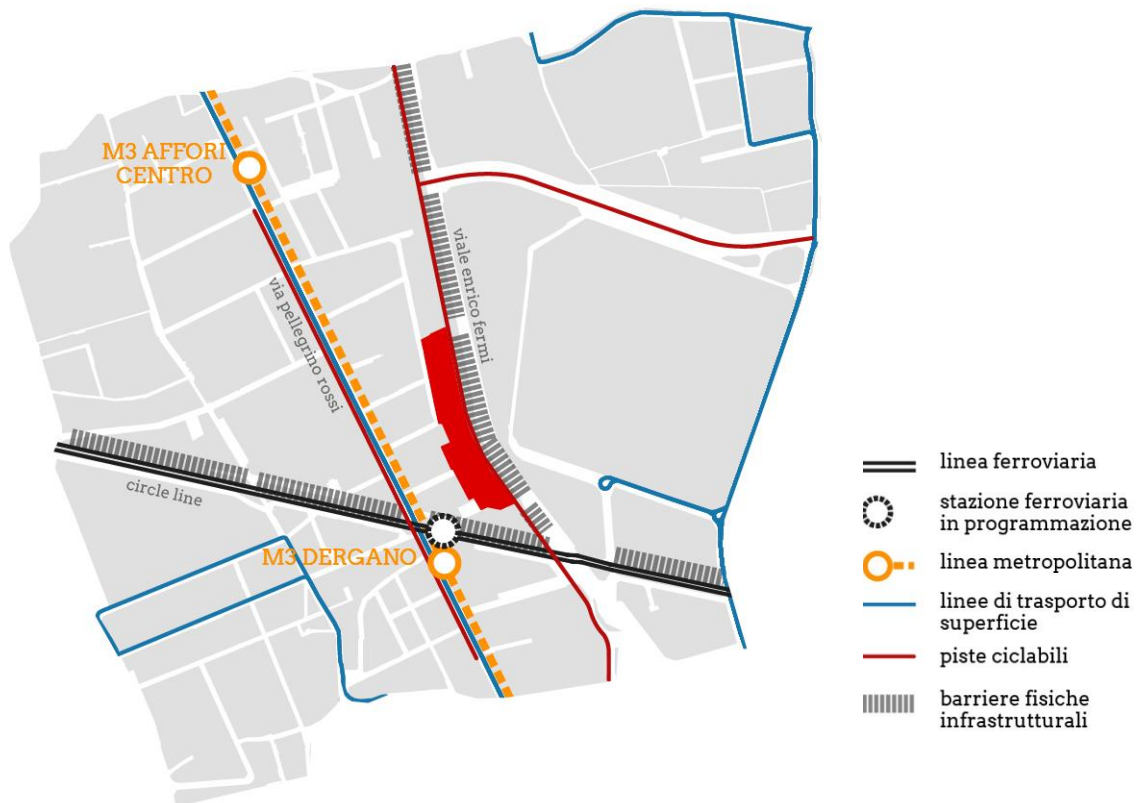 M3 AFFORI
CENTRO
viale enrico fermi
via pellegrino rossi
circle line
M3 DERGANO
linea ferroviaria
stazione ferroviaria
in programmazione
linea metropolitana
linee di trasporto di
superficie
piste ciclabili
barriere fisiche
infrastrutturali